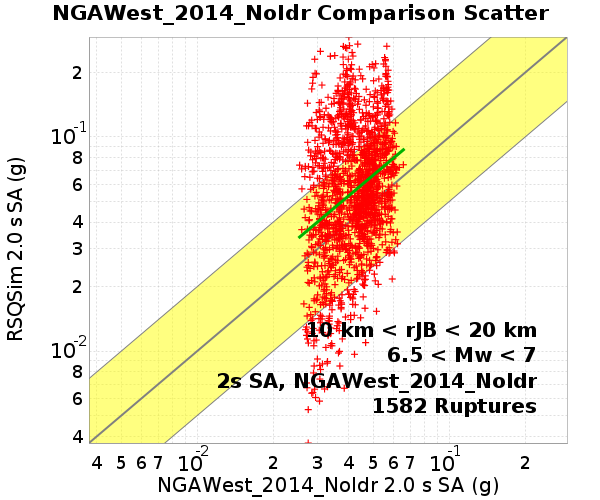 NGAWest_2014_NoIdr Comparison Scatter
RSQSim 2.0 s SA (g)
2
10-1
8
6
4
3
2
10-2
8
6
4
10 km < rJB < 20 km
6.5 < Mw < 7
2s SA, NGAWest_2014_NoIdr
1582 Ruptures
4 5 6 7 10-2 2 3 4 5 6 7 10-1 2
NGAWest_2014_NoIdr 2.0 s SA (g)